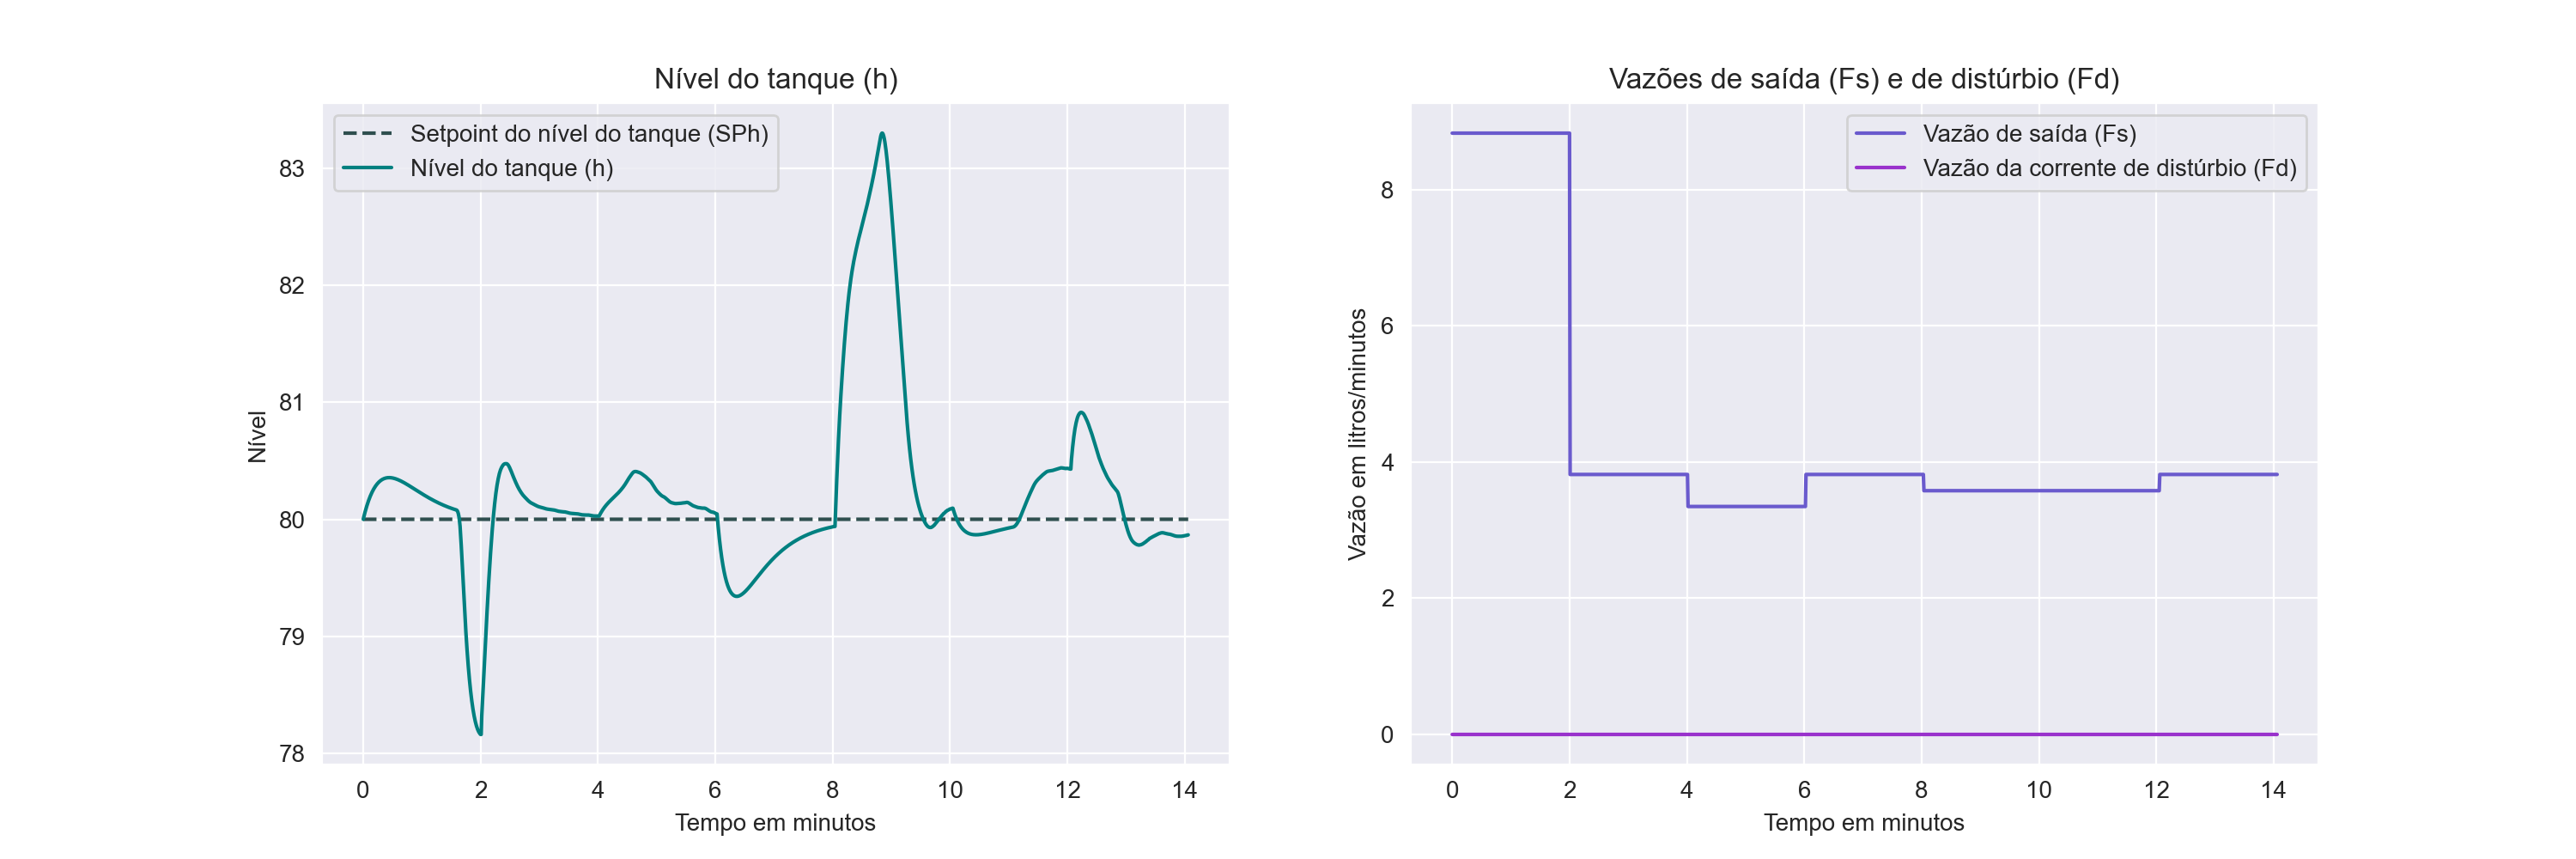 Nível do tanque (h)
Setpoint do nível do tanque (SPh)
Nível do tanque (h)
83
82
81
80
79
78
Nível
0 2 4 6 8 10 12 14
Tempo em minutos
Vazões de saída (Fs) e de distúrbio (Fd)
Vazão de saída (Fs)
Vazão da corrente de distúrbio (Fd)
8
6
4
2
0
Vazão em litros/minutos
0 2 4 6 8 10 12 14
Tempo em minutos